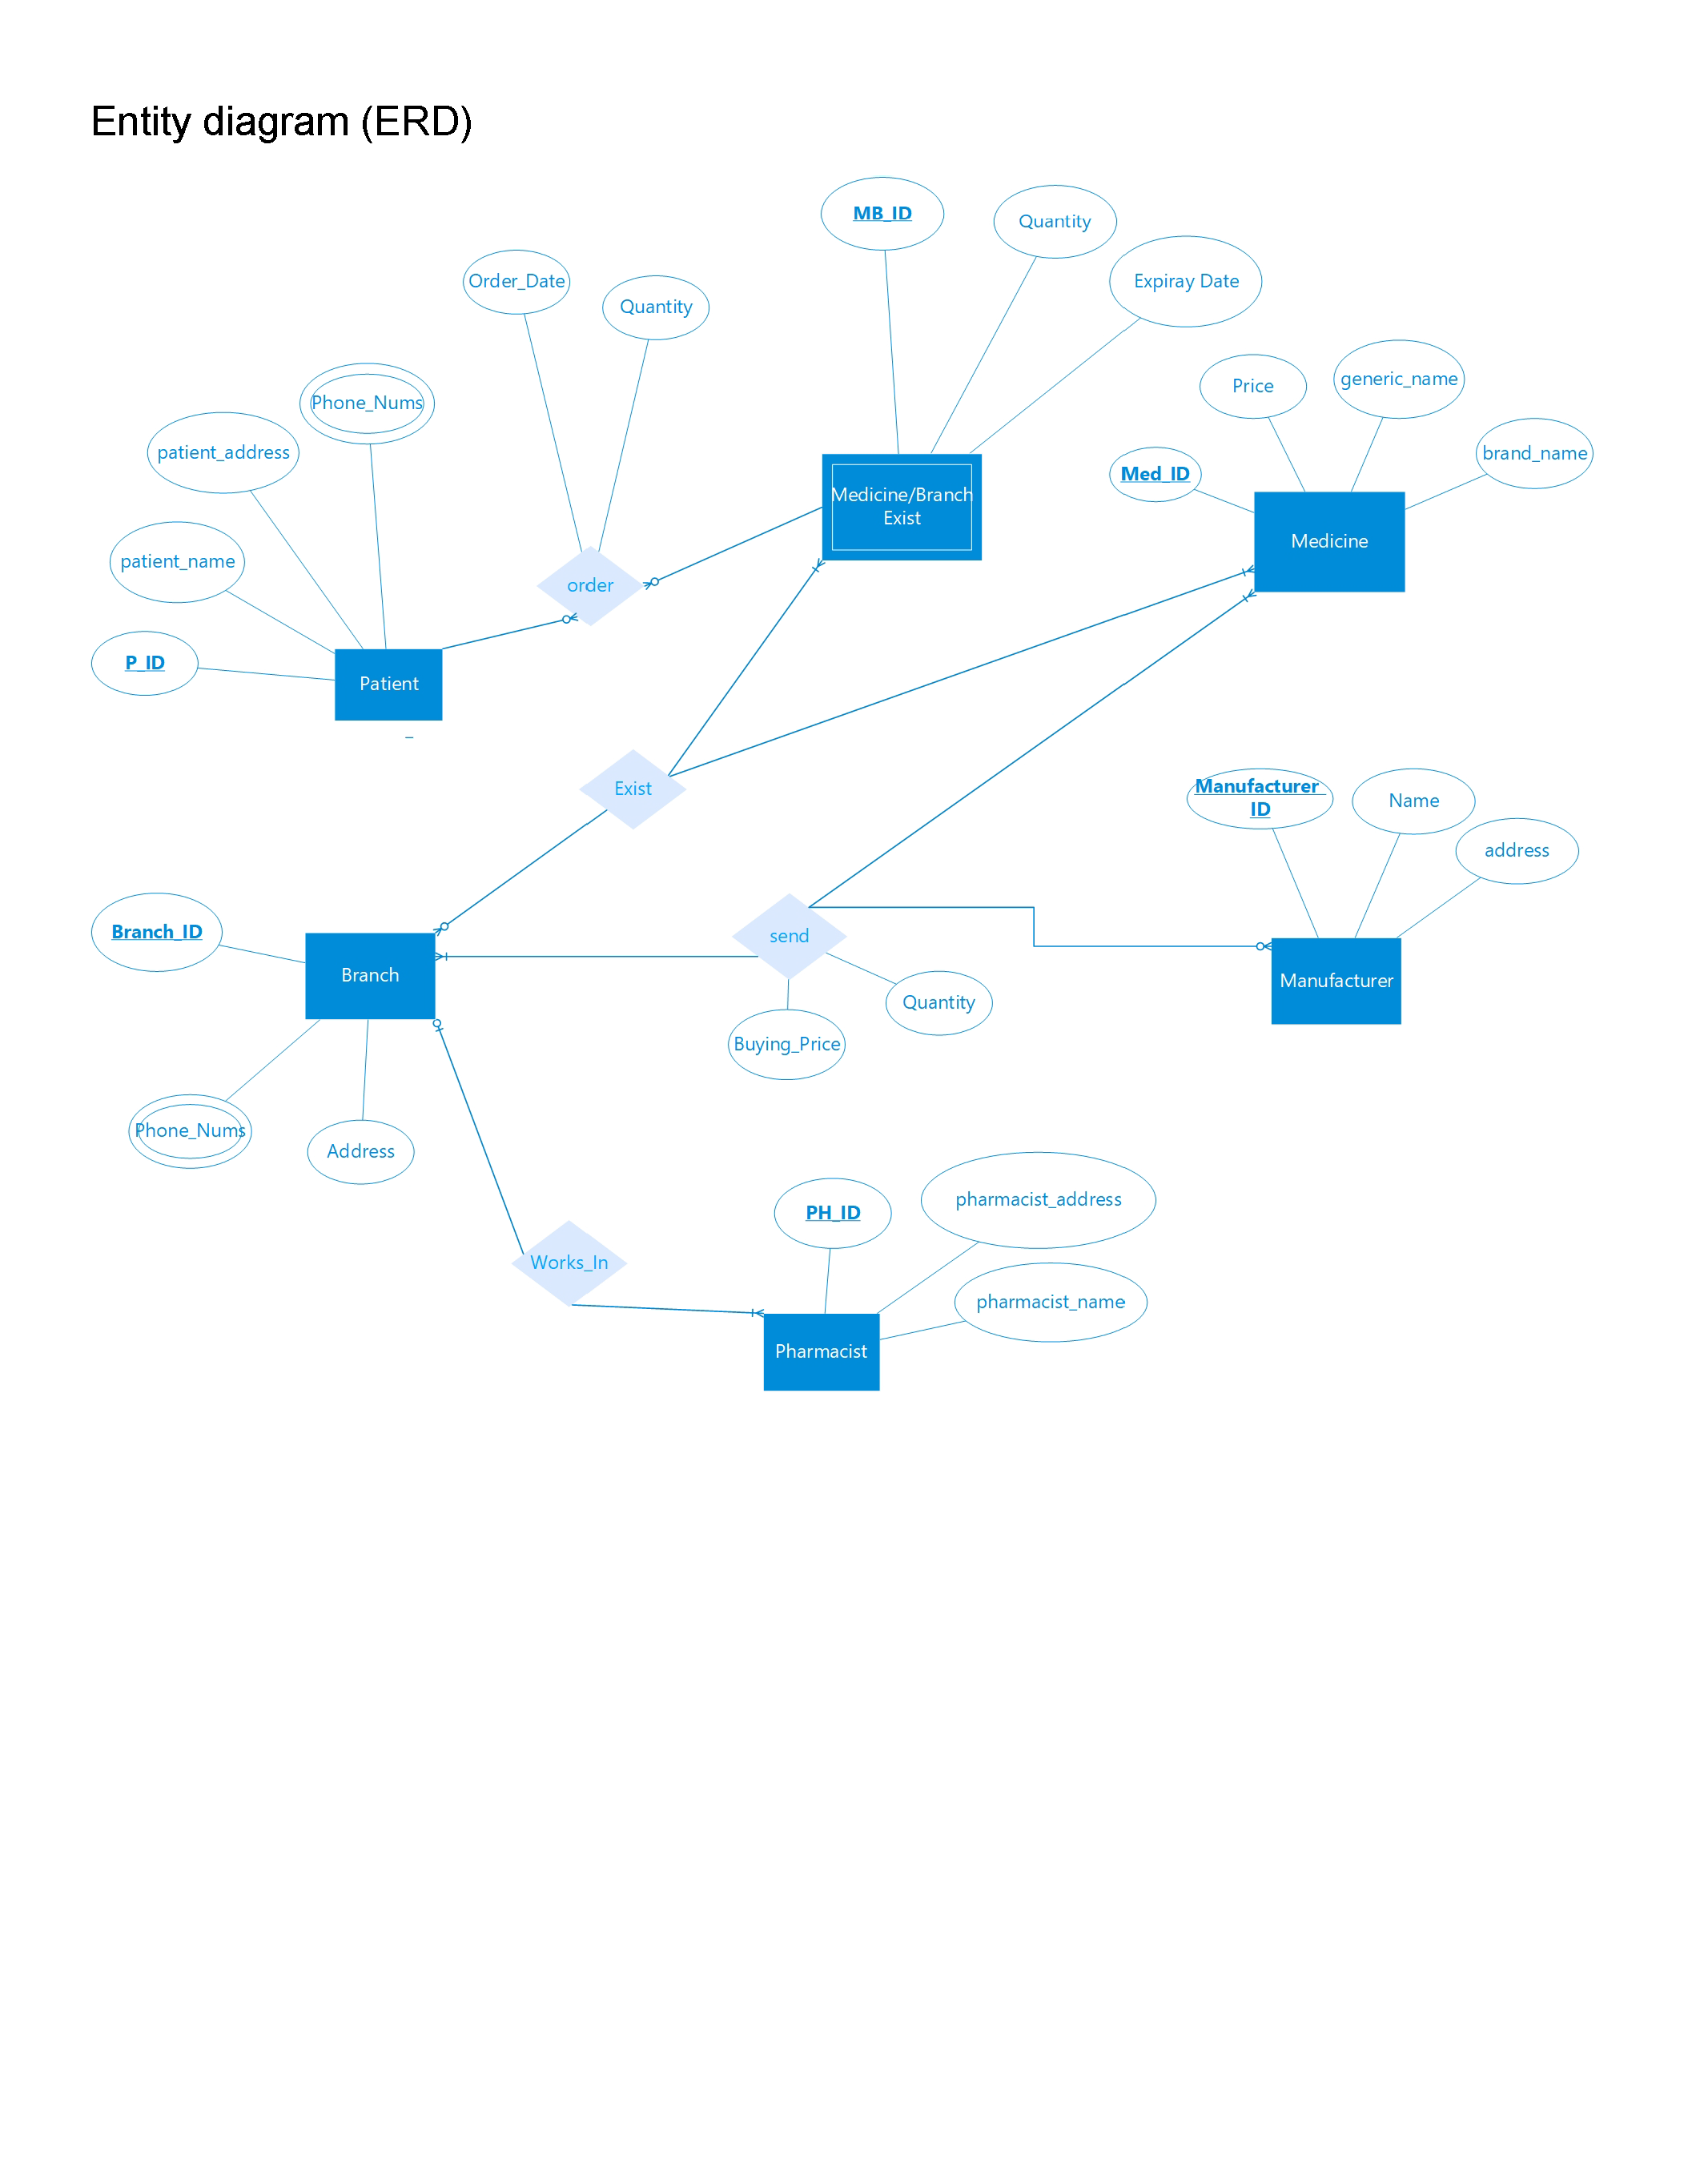 Entity diagram (ERD)
MB_ID
Quantity
Order_Date
Expiray Date
Quantity
Phone_Nums
Price
generic_name
patient_address
brand_name
Med_ID
Medicine/Branch
Exist
Medicine
patient_name
order
P_ID
Patient
_
Exist
Manufacturer_
ID
Name
address
Branch_ID
send
Branch
Manufacturer
Quantity
Buying_Price
Phone_Nums
Address
pharmacist_address
PH_ID
Works_In
pharmacist_name
Pharmacist